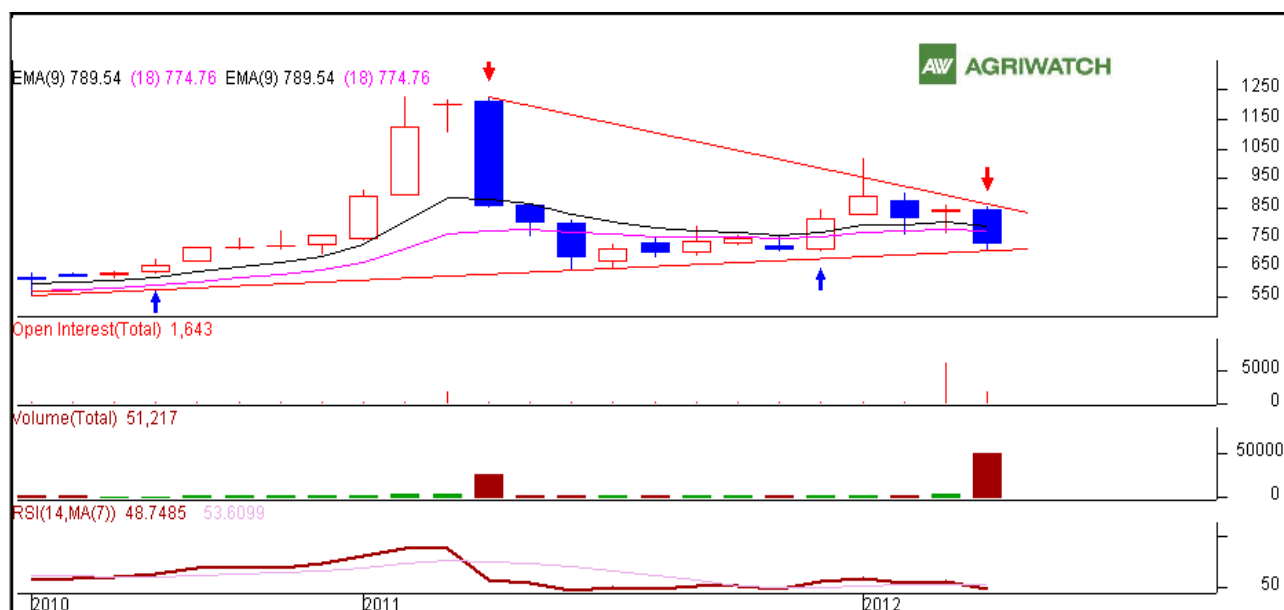 AW AGRIWATCH
EMA(9) 789.54 (18) 774.76 EMA(9) 789.54 (18) 774.76
1250
1150
1050
950
850
750
650
550
Open Interest(Total) 1,643
5000
0
Volume(Total) 51,217
50000
0
RSI(14,MA(7)) 48.7485 53.6099
50
2010 2011 2012